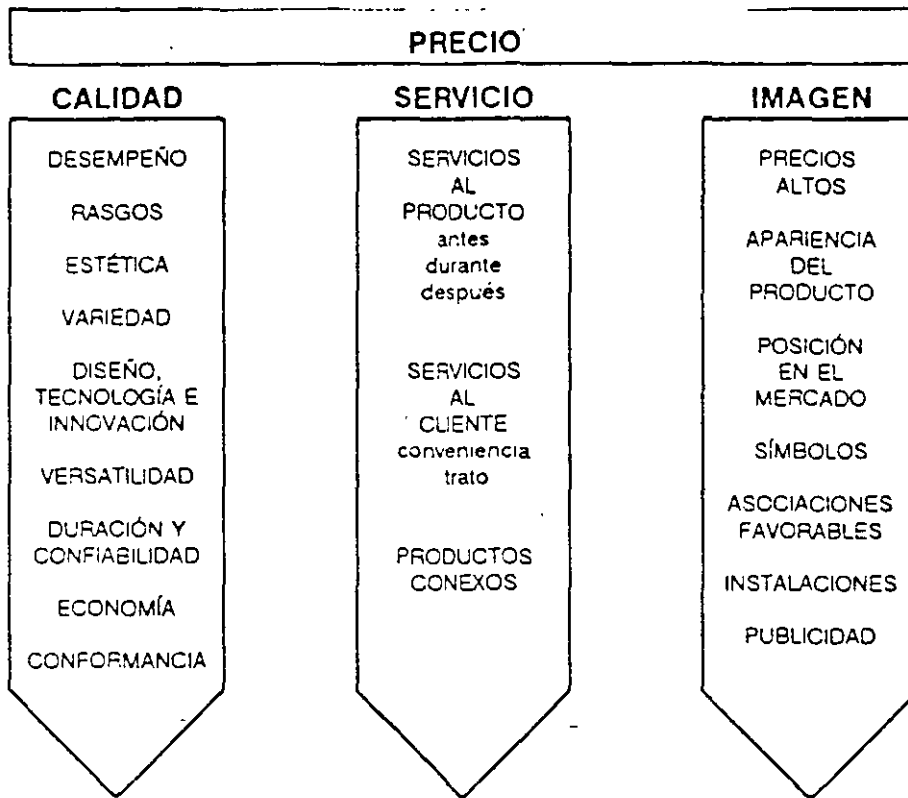 PRECIO
CALIDAD
DESEMPEÑO
RASGOS
ESTÉTICA
VARIEDAD
DISEÑO,
TECNOLOGÍA E
INNOVACIÓN
VERSATILIDAD
DURACIÓN Y
CONFIABILIDAD
ECONOMÍA
CONFORMANCIA
SERVICIO
SERVICIOS
AL
PRODUCTO
antes
durante
después
SERVICIOS
AL
CLIENTE
conveniencia
trato
PRODUCTOS
CONEXOS
IMAGEN
PRECIOS
ALTOS
APARIENCIA
DEL
PRODUCTO
POSICIÓN
EN EL
MERCADO
SÍMBOLOS
ASOCIACIONES
FAVORABLES
INSTALACIONES
PUBLICIDAD